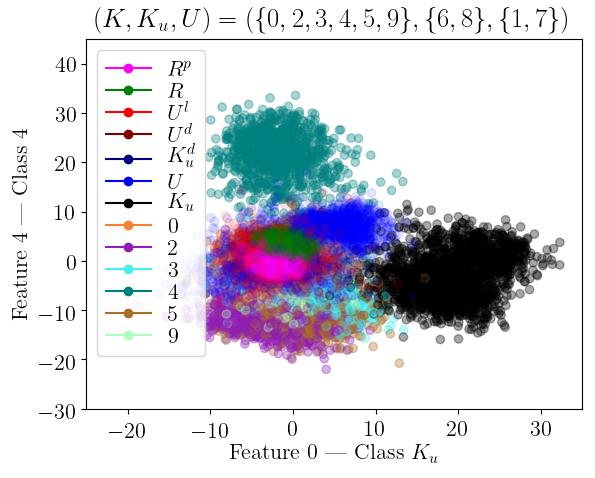 (K, K_u, U) = ({0, 2, 3, 4, 5, 9}, {6, 8}, {1, 7})
Feature 4 — Class 4
40
30
20
10
0
−10
−20
−30
R^p
R
U^l
U^d
K_u^d
U
K_u
0
2
3
4
5
9
−20
−10
0
10
20
30
Feature 0 — Class K_u